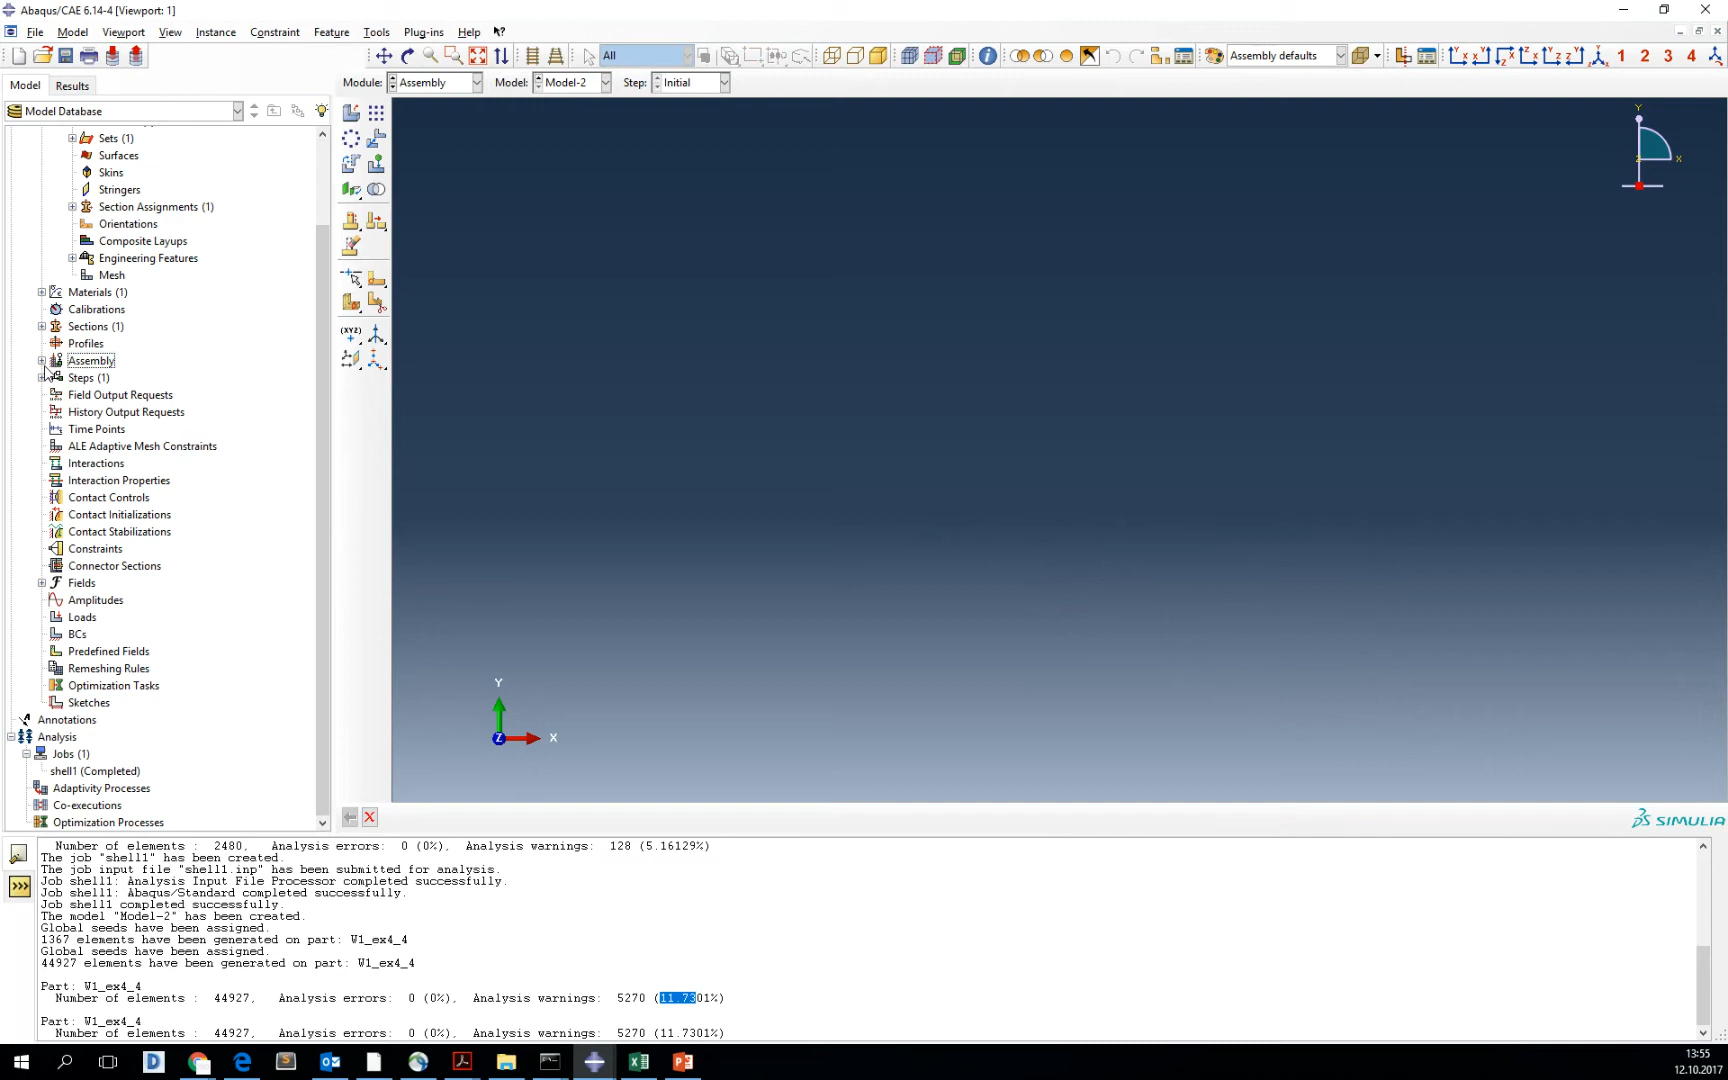 Abaqus/CAE 6.14-4 [Viewport: 1]
File Model Viewport View Instance Constraint Feature Tools Plug-ins Help
All Assembly defaults 1 2 3 4
Model Results Module: Assembly Model: Model-2 Step: Initial
Model Database
Sets (1)
Surfaces
Skins
Stringers
Section Assignments (1)
Orientations
Composite Layups
Engineering Features
Mesh
Materials (1)
Calibrations
Sections (1)
Profiles
Assembly
Steps (1)
Field Output Requests
History Output Requests
Time Points
ALE Adaptive Mesh Constraints
Interactions
Interaction Properties
Contact Controls
Contact Initializations
Contact Stabilizations
Constraints
Connector Sections
Fields
Amplitudes
Loads
BCs
Predefined Fields
Remeshing Rules
Optimization Tasks
Sketches
Annotations
Analysis
Jobs (1)
shell1 (Completed)
Adaptivity Processes
Co-executions
Optimization Processes
(XYZ)
Y
X
Z
Y
Z
X
SIMULIA
Number of elements : 2480, Analysis errors: 0 (0%), Analysis warnings: 128 (5.16129%)
The job "shell1" has been created.
The job input file "shell1.inp" has been submitted for analysis.
Job shell1: Analysis Input File Processor completed successfully.
Job shell1: Abaqus/Standard completed successfully.
Job shell1 completed successfully.
The model "Model-2" has been created.
Global seeds have been assigned.
1367 elements have been generated on part: W1_ex4_4
Global seeds have been assigned.
44927 elements have been generated on part: W1_ex4_4
Part: W1_ex4_4
Number of elements : 44927, Analysis errors: 0 (0%), Analysis warnings: 5270 (11.7301%)
Part: W1_ex4_4
Number of elements : 44927, Analysis errors: 0 (0%), Analysis warnings: 5270 (11.7301%)
13:55
12.10.2017